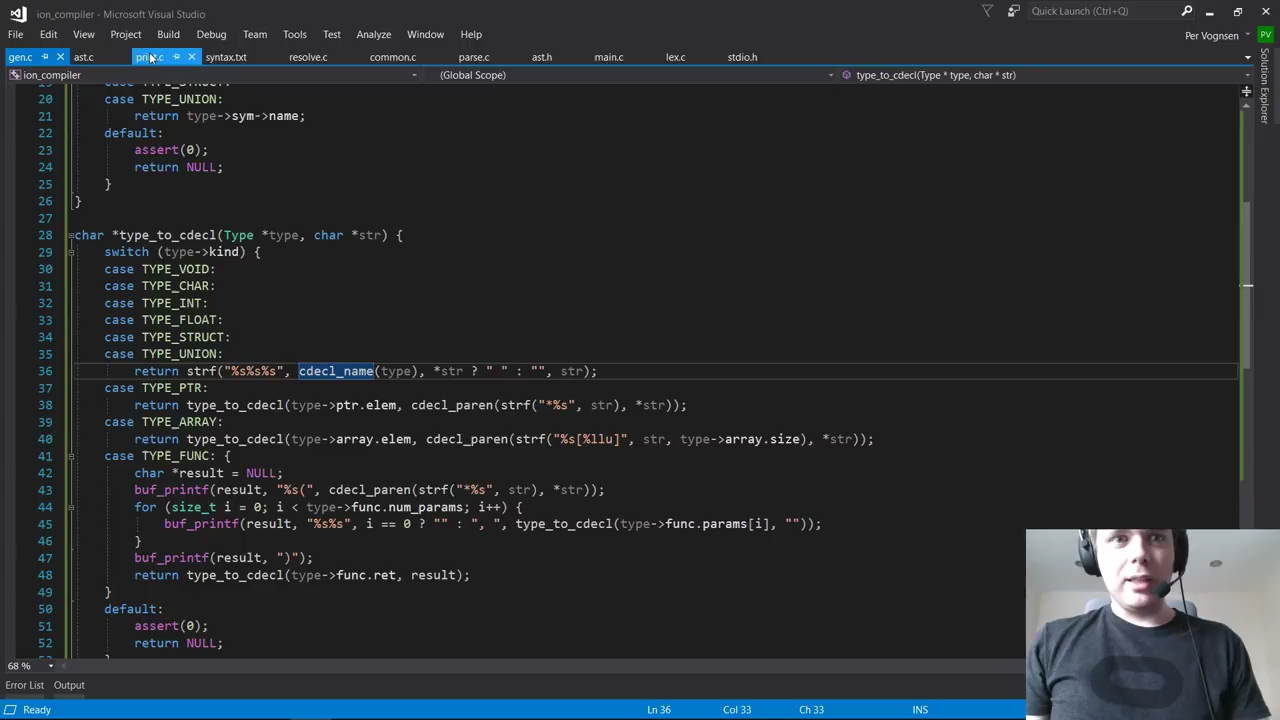 ion_compiler - Microsoft Visual Studio
Quick Launch (Ctrl+Q)
File Edit View Project Build Debug Team Tools Test Analyze Window Help
Per Vognsen PV
gen.c ast.c print.c syntax.txt resolve.c common.c parse.c ast.h main.c lex.c stdio.h
ion_compiler (Global Scope) type_to_cdecl(Type * type, char * str)
Solution Explorer
20 case TYPE_UNION:
21 return type->sym->name;
22 default:
23 assert(0);
24 return NULL;
25 }
26 }
27
28 char *type_to_cdecl(Type *type, char *str) {
29 switch (type->kind) {
30 case TYPE_VOID:
31 case TYPE_CHAR:
32 case TYPE_INT:
33 case TYPE_FLOAT:
34 case TYPE_STRUCT:
35 case TYPE_UNION:
36 return strf("%s%s%s", cdecl_name(type), *str ? " " : "", str);
37 case TYPE_PTR:
38 return type_to_cdecl(type->ptr.elem, cdecl_paren(strf("*%s", str), *str));
39 case TYPE_ARRAY:
40 return type_to_cdecl(type->array.elem, cdecl_paren(strf("%s[%llu]", str, type->array.size), *str));
41 case TYPE_FUNC: {
42 char *result = NULL;
43 buf_printf(result, "%s(", cdecl_paren(strf("*%s", str), *str));
44 for (size_t i = 0; i < type->func.num_params; i++) {
45 buf_printf(result, "%s%s", i == 0 ? "" : ", ", type_to_cdecl(type->func.params[i], ""));
46 }
47 buf_printf(result, ")");
48 return type_to_cdecl(type->func.ret, result);
49 }
50 default:
51 assert(0);
52 return NULL;
68 %
Error List Output
Ready Ln 36 Col 33 Ch 33 INS